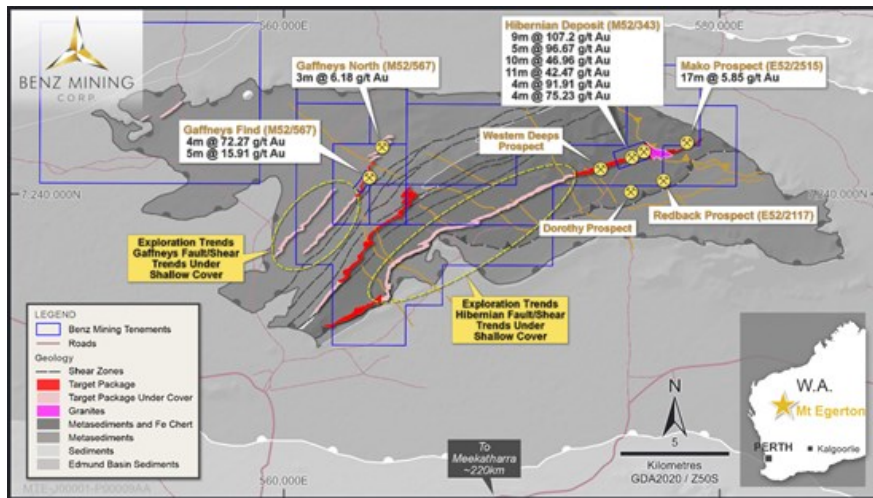 BENZ MINING
CORP.
560,000
580,000
Gaffneys North (M52/567)
3m @ 6.18 g/t Au
Hibernian Deposit (M52/343)
9m @ 107.2 g/t Au
5m @ 96.67 g/t Au
10m @ 46.96 g/t Au
11m @ 42.47 g/t Au
4m @ 91.91 g/t Au
4m @ 75.23 g/t Au
Mako Prospect (E52/2515)
17m @ 5.85 g/t Au
Gaffneys Find (M52/567)
4m @ 72.27 g/t Au
5m @ 15.91 g/t Au
Western Deeps
Prospect
7,240,000N
7,240,000N
Dorothy Prospect
Redback Prospect (E52/2117)
Exploration Trends
Gaffneys Fault/Shear
Trends Under
Shallow Cover
Exploration Trends
Hibernian Fault/Shear
Trends Under
Shallow Cover
LEGEND
Benz Mining Tenements
Roads
Geology
Shear Zones
Target Package
Target Package Under Cover
Granites
Metasediments and Fe Chert
Metasediments
Sediments
Edmund Basin Sediments
MTE-J00001-P00009AA
560,000
To
Meekatharra
~220km
N
5
Kilometres
GDA2020 / Z50S
W.A.
Mt Egerton
PERTH
Kalgoorlie